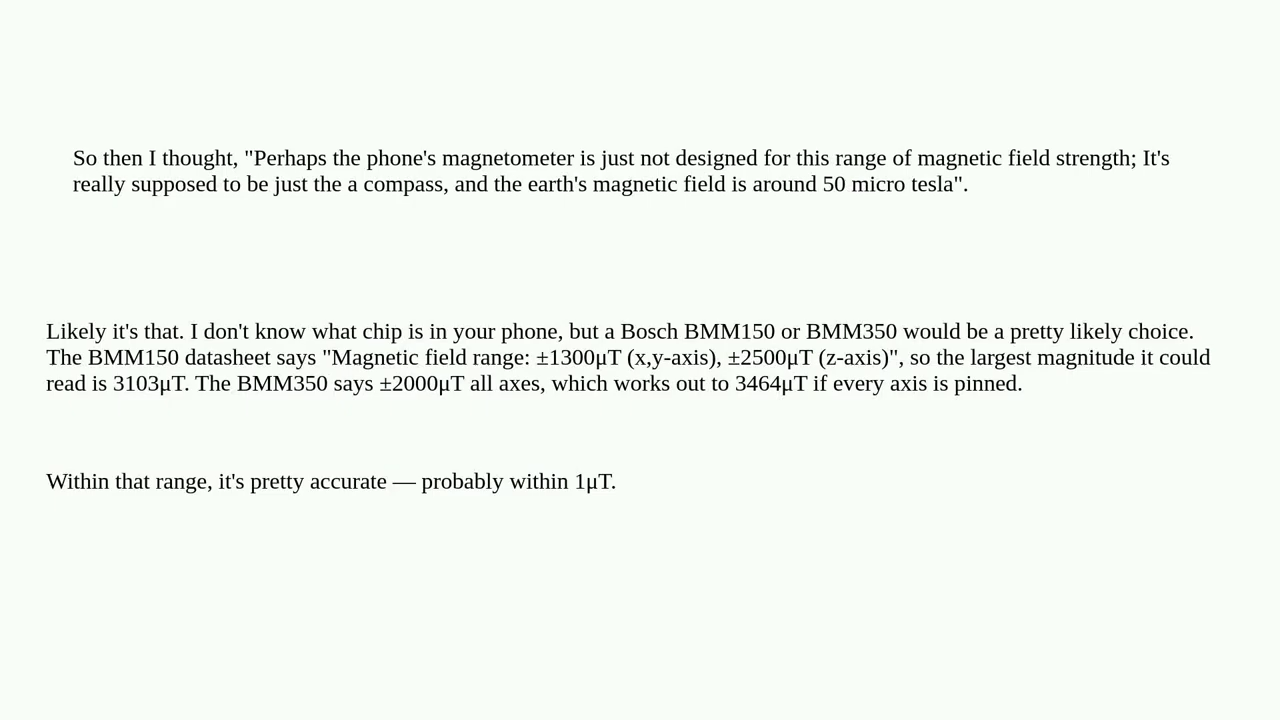 So then I thought, "Perhaps the phone's magnetometer is just not designed for this range of magnetic field strength; It's
really supposed to be just the a compass, and the earth's magnetic field is around 50 micro tesla".
Likely it's that. I don't know what chip is in your phone, but a Bosch BMM150 or BMM350 would be a pretty likely choice.
The BMM150 datasheet says "Magnetic field range: ±1300μT (x,y-axis), ±2500μT (z-axis)", so the largest magnitude it could
read is 3103μT. The BMM350 says ±2000μT all axes, which works out to 3464μT if every axis is pinned.
Within that range, it's pretty accurate — probably within 1μT.